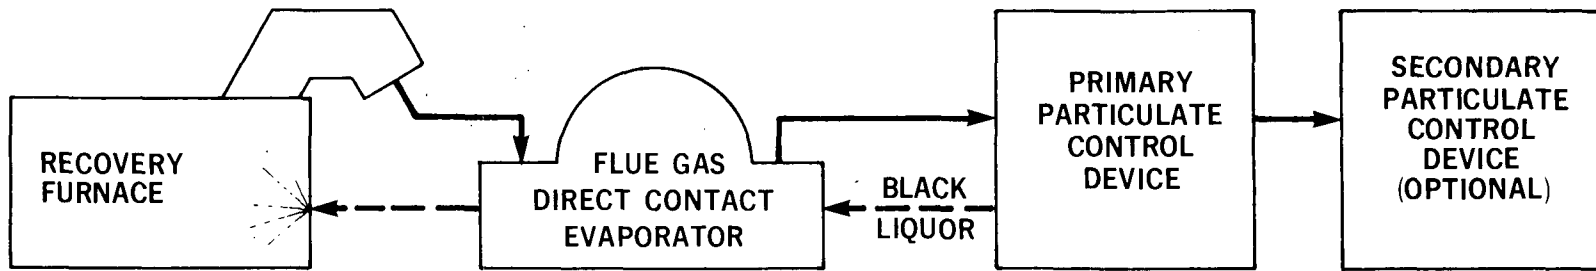 RECOVERY
FURNACE
FLUE GAS
DIRECT CONTACT
EVAPORATOR
BLACK
LIQUOR
PRIMARY
PARTICULATE
CONTROL
DEVICE
SECONDARY
PARTICULATE
CONTROL
DEVICE
(OPTIONAL)